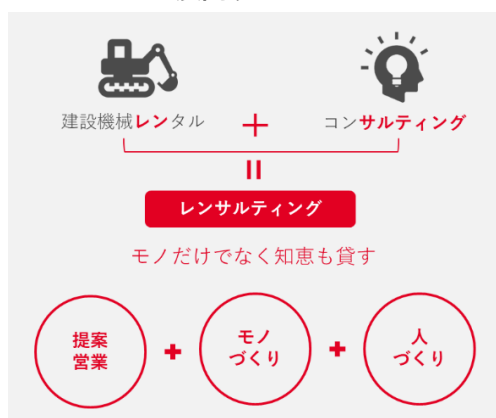 建設機械レンタル + コンサルティング
=
レンサルティング
モノだけでなく知恵も貸す
提案
営業
+
モノ
づくり
+
人
づくり